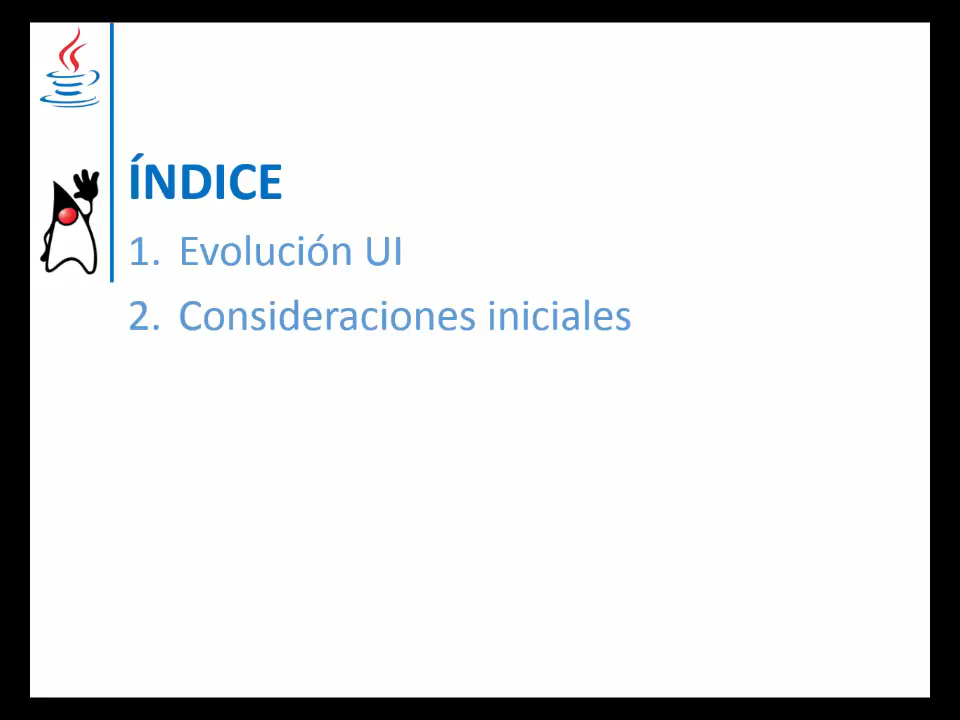 ÍNDICE
1. Evolución UI
2. Consideraciones iniciales